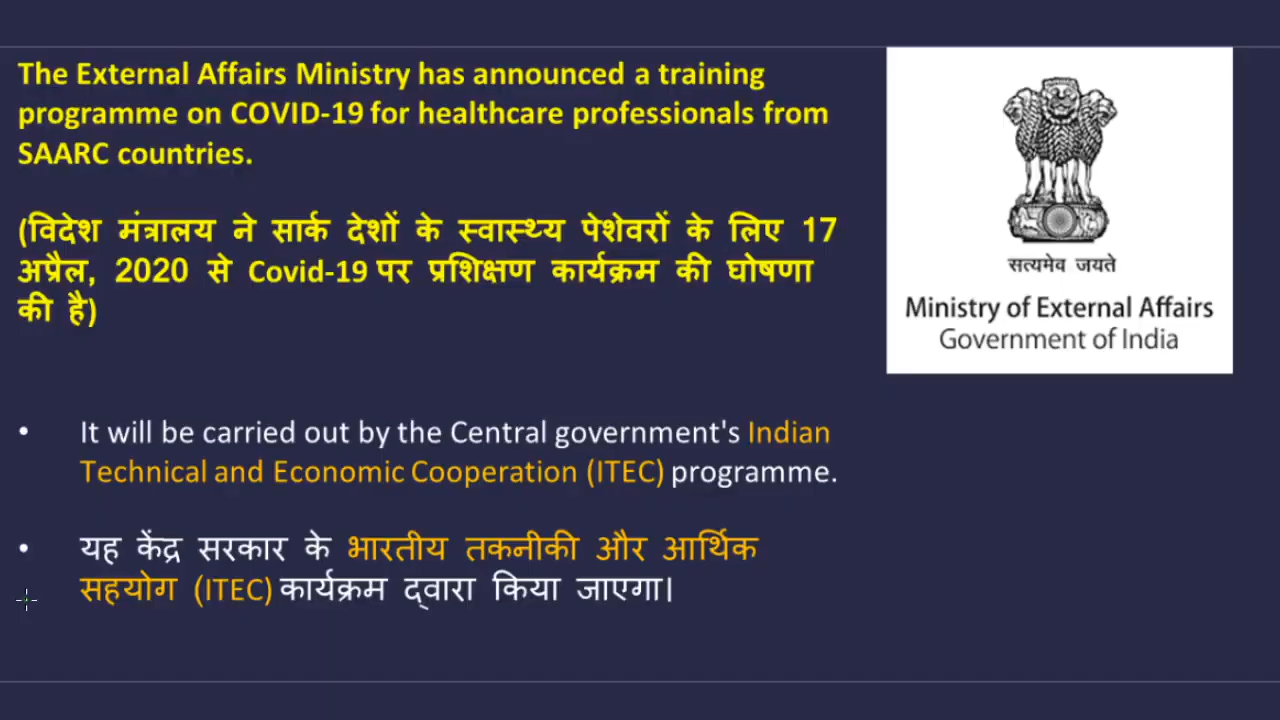 The External Affairs Ministry has announced a training
programme on COVID-19 for healthcare professionals from
SAARC countries.
(विदेश मंत्रालय ने सार्क देशों के स्वास्थ्य पेशेवरों के लिए 17
अप्रैल, 2020 से Covid-19 पर प्रशिक्षण कार्यक्रम की घोषणा
की है)
सत्यमेव जयते
Ministry of External Affairs
Government of India
• It will be carried out by the Central government's Indian
Technical and Economic Cooperation (ITEC) programme.
• यह केंद्र सरकार के भारतीय तकनीकी और आर्थिक
सहयोग (ITEC) कार्यक्रम द्वारा किया जाएगा।